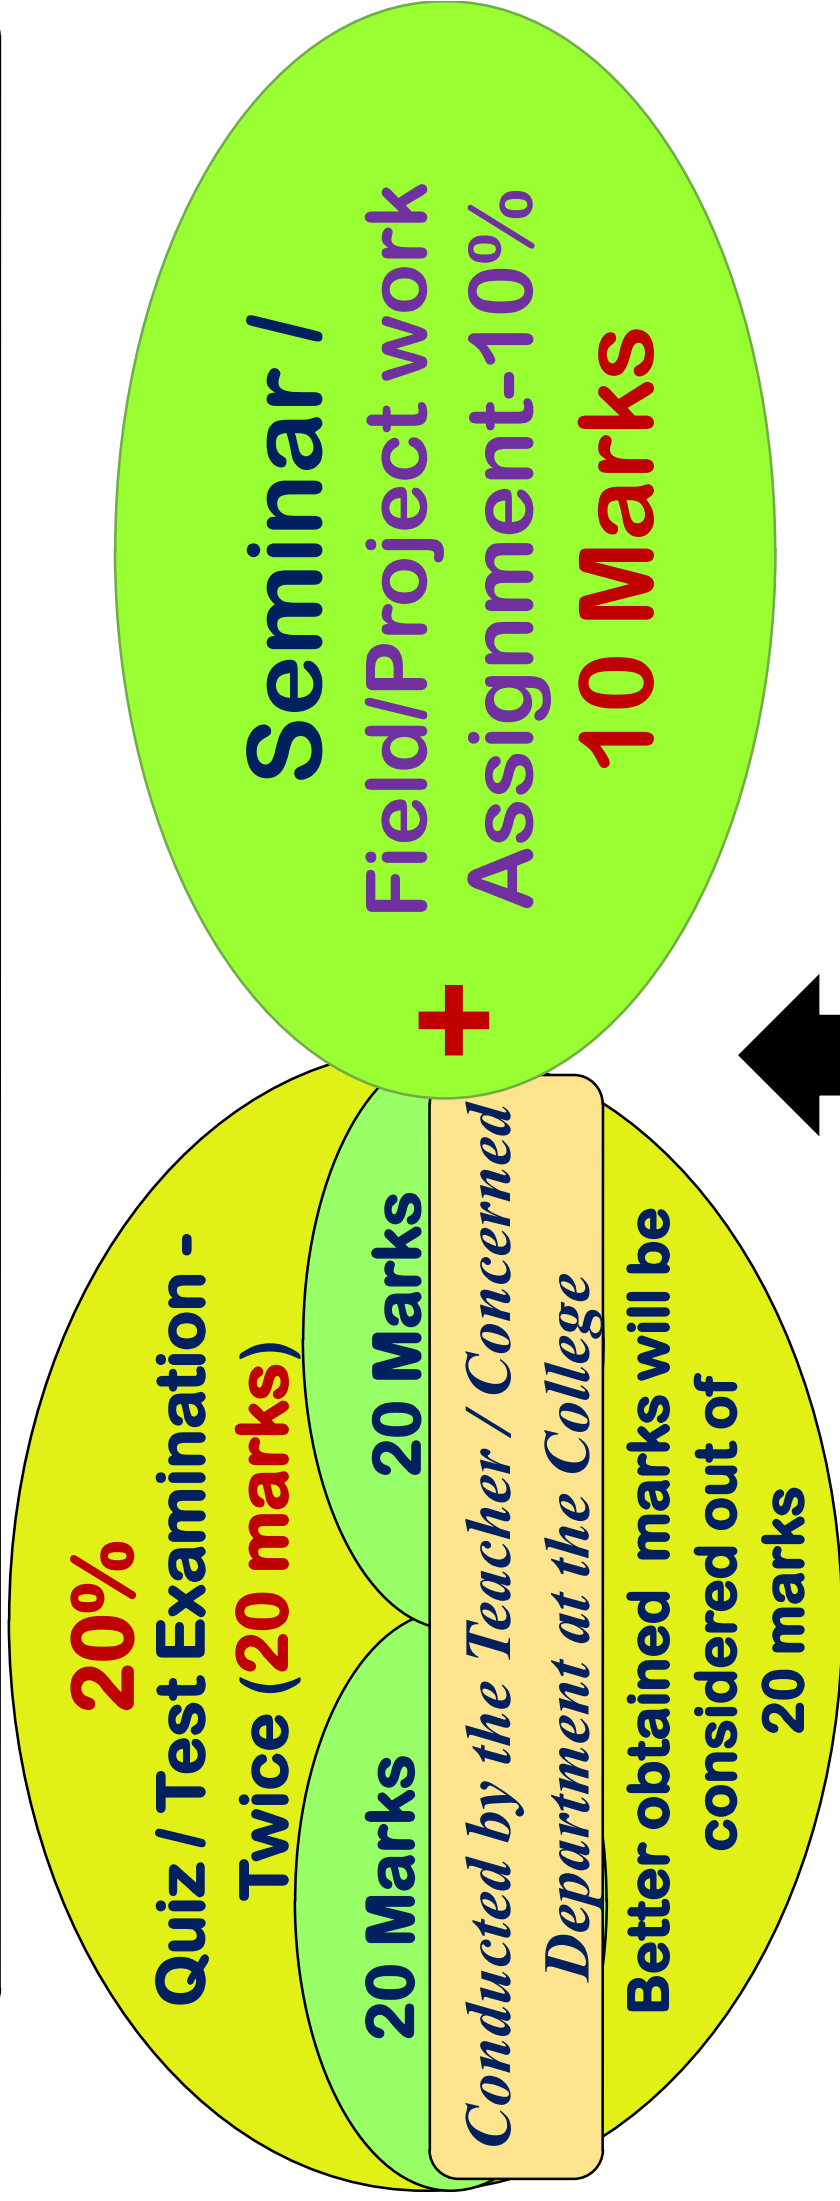 20%
Quiz / Test Examination -
Twice (20 marks)
20 Marks
20 Marks
Conducted by the Teacher / Concerned
Department at the College
Better obtained marks will be
considered out of
20 marks
+
Seminar /
Field/Project work
Assignment-10%
10 Marks